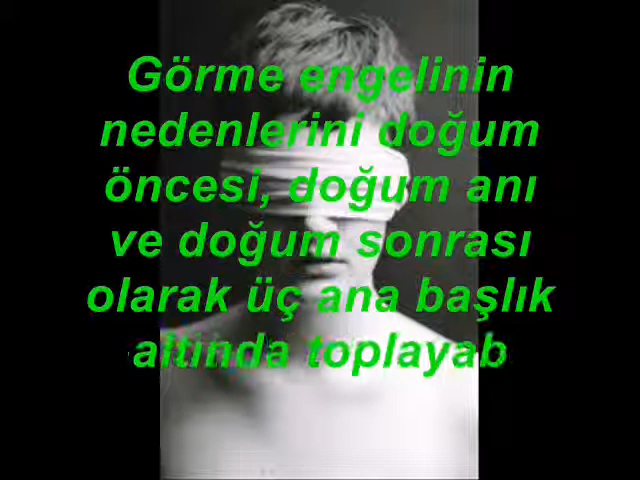 Görme engelinin
nedenlerini doğum
öncesi, doğum anı
ve doğum sonrası
olarak üç ana başlık
altında toplayab